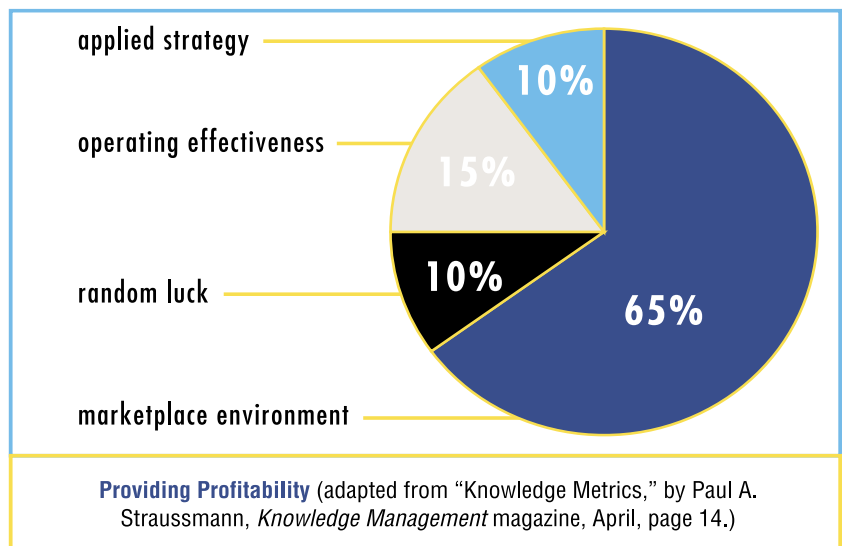 applied strategy
10%
operating effectiveness
15%
random luck
10%
65%
marketplace environment
Providing Profitability (adapted from “Knowledge Metrics,” by Paul A.
Straussmann, Knowledge Management magazine, April, page 14.)